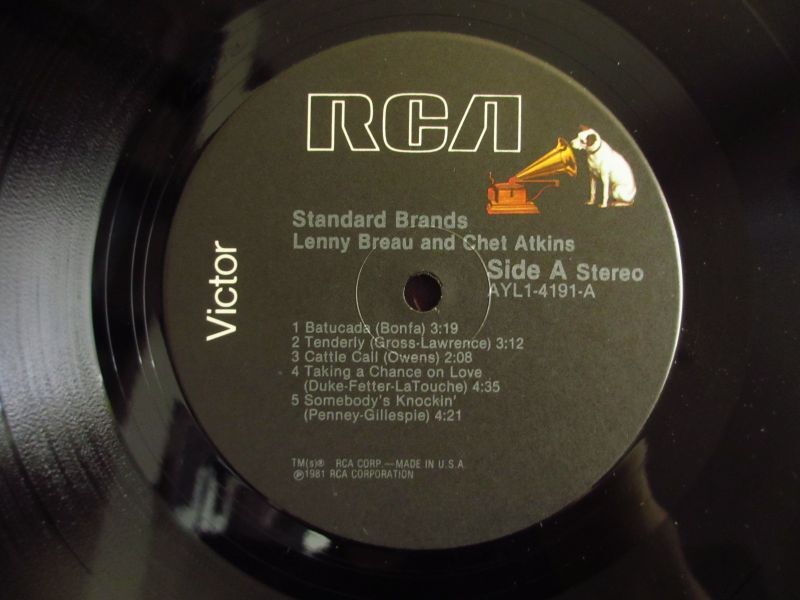 RCA
Victor
Standard Brands
Lenny Breau and Chet Atkins
Side A Stereo
AYL1-4191-A
1 Batucada (Bonfa) 3:19
2 Tenderly (Gross-Lawrence) 3:12
3 Cattle Call (Owens) 2:08
4 Taking a Chance on Love
(Duke-Fetter-LaTouche) 4:35
5 Somebody's Knockin'
(Penney-Gillespie) 4:21
TM(s)® RCA CORP.—MADE IN U.S.A.
℗1981 RCA CORPORATION